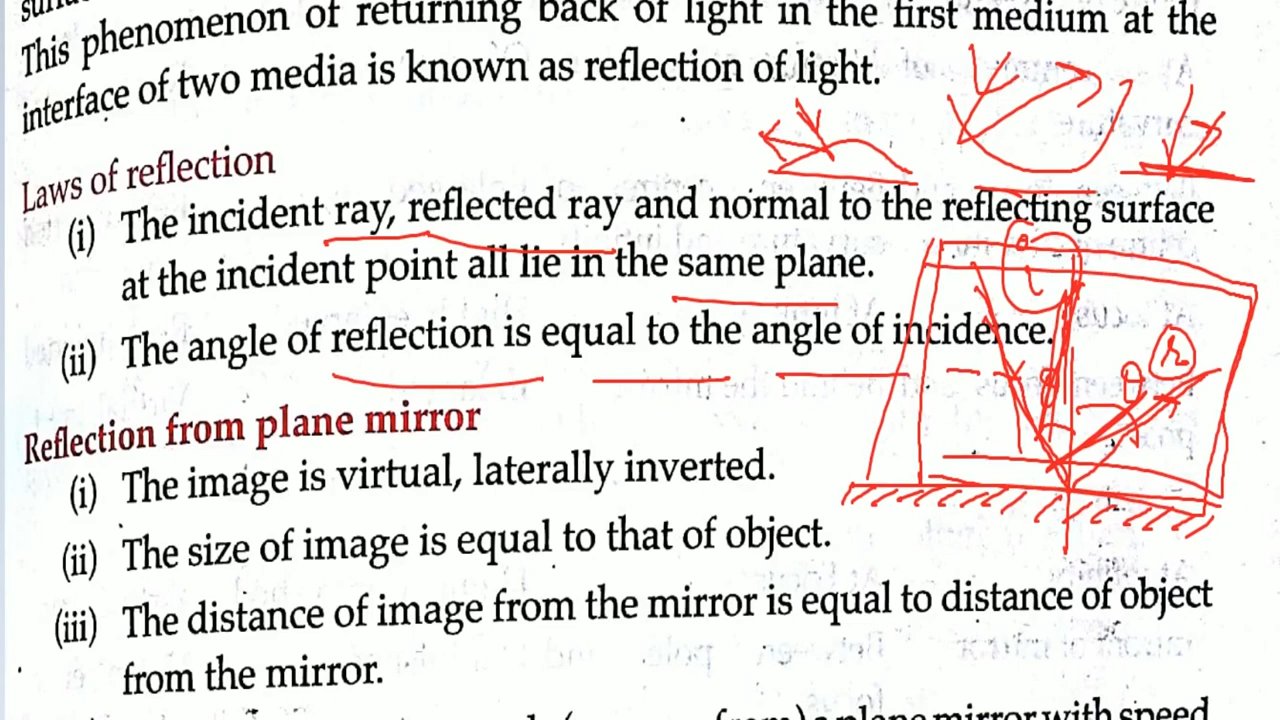 This phenomenon of returning back of light in the first medium at the
interface of two media is known as reflection of light.
Laws of reflection
(i) The incident ray, reflected ray and normal to the reflecting surface
at the incident point all lie in the same plane.
(ii) The angle of reflection is equal to the angle of incidence.
θ
r
i
Reflection from plane mirror
(i) The image is virtual, laterally inverted.
(ii) The size of image is equal to that of object.
(iii) The distance of image from the mirror is equal to distance of object
from the mirror.
a plane mirror with speed